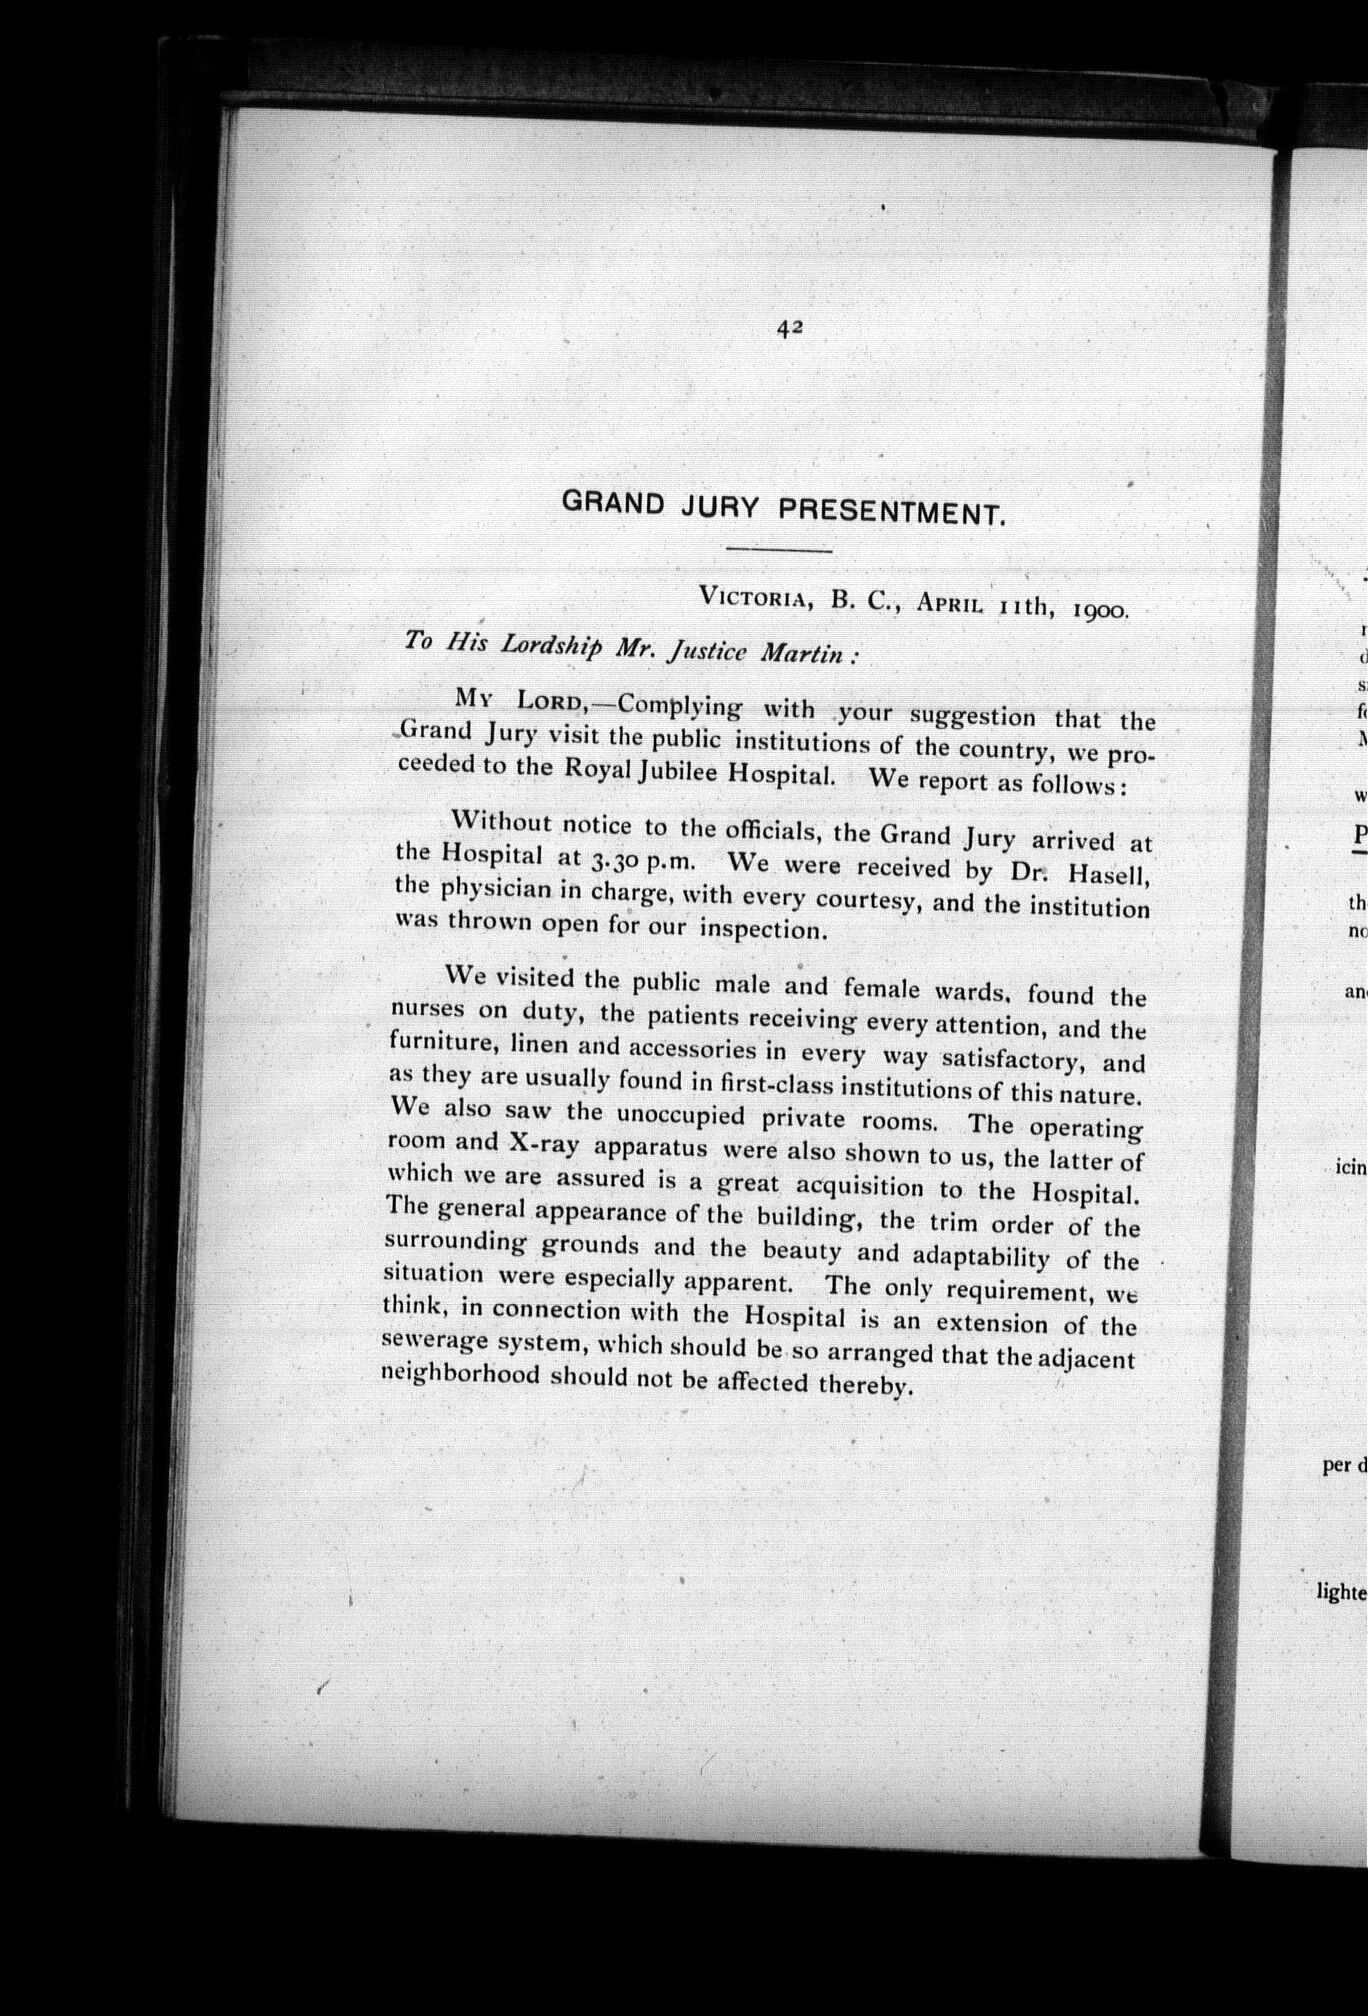 42
GRAND JURY PRESENTMENT.
VICTORIA, B. C., APRIL 11th, 1900.
To His Lordship Mr. Justice Martin :
MY LORD,—Complying with your suggestion that the
Grand Jury visit the public institutions of the country, we pro-
ceeded to the Royal Jubilee Hospital. We report as follows:
Without notice to the officials, the Grand Jury arrived at
the Hospital at 3.30 p.m. We were received by Dr. Hasell,
the physician in charge, with every courtesy, and the institution
was thrown open for our inspection.
We visited the public male and female wards, found the
nurses on duty, the patients receiving every attention, and the
furniture, linen and accessories in every way satisfactory, and
as they are usually found in first-class institutions of this nature.
We also saw the unoccupied private rooms. The operating
room and X-ray apparatus were also shown to us, the latter of
which we are assured is a great acquisition to the Hospital.
The general appearance of the building, the trim order of the
surrounding grounds and the beauty and adaptability of the
situation were especially apparent. The only requirement, we
think, in connection with the Hospital is an extension of the
sewerage system, which should be so arranged that the adjacent
neighborhood should not be affected thereby.
per